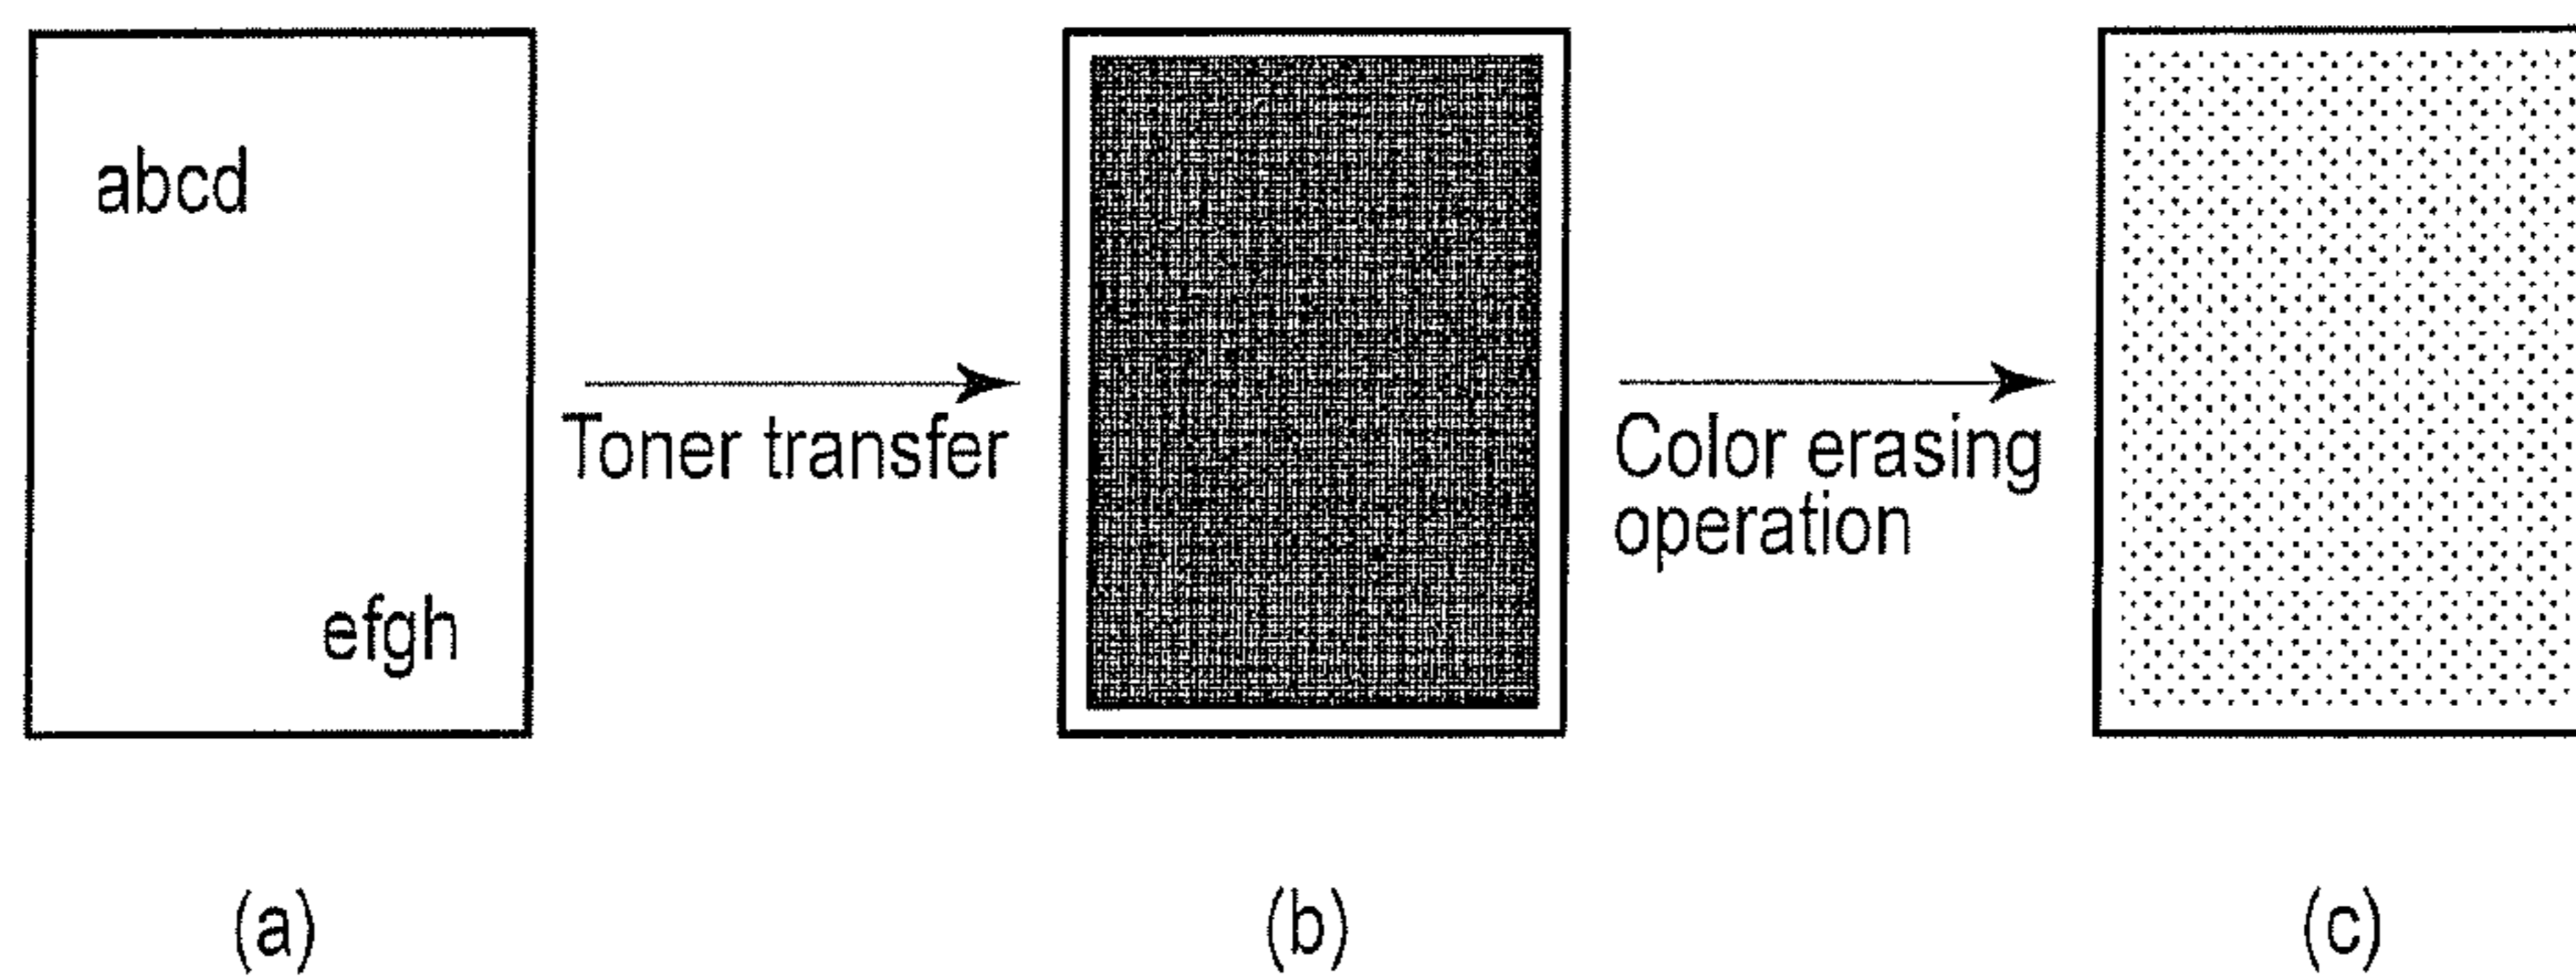 abcd
efgh
Toner transfer
Color erasing
operation
(a)
(b)
(c)